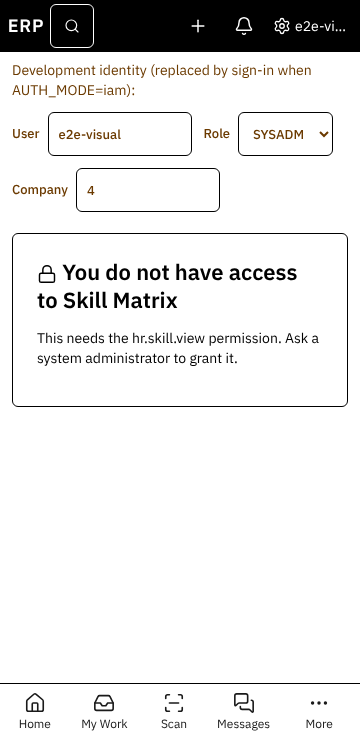 ERP e2e-vi...
Development identity (replaced by sign-in when
AUTH_MODE=iam):
User e2e-visual Role SYSADM
Company 4
You do not have access
to Skill Matrix
This needs the hr.skill.view permission. Ask a
system administrator to grant it.
Home My Work Scan Messages More